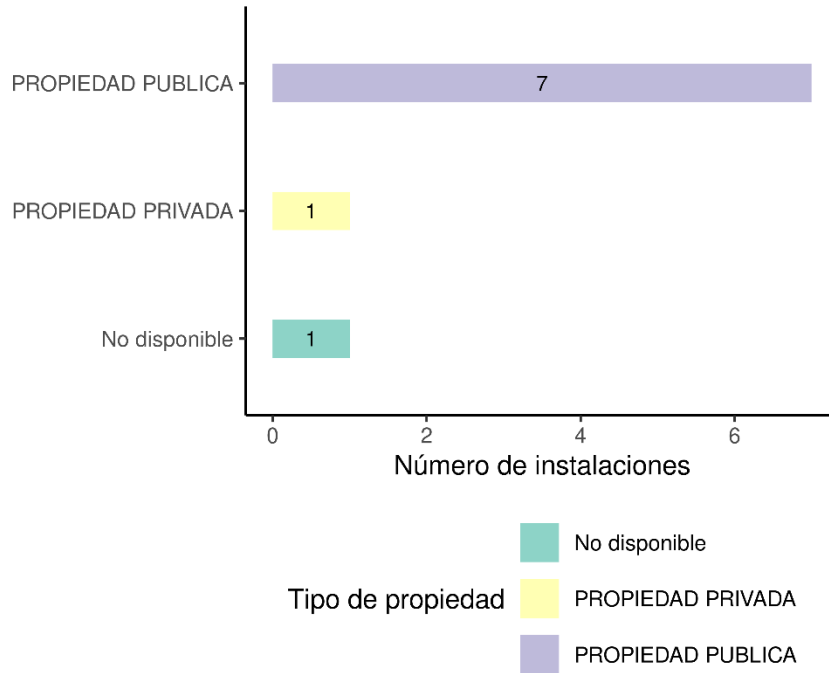 PROPIEDAD PUBLICA
7
PROPIEDAD PRIVADA
1
No disponible
1
0 2 4 6
Número de instalaciones
Tipo de propiedad
No disponible
PROPIEDAD PRIVADA
PROPIEDAD PUBLICA